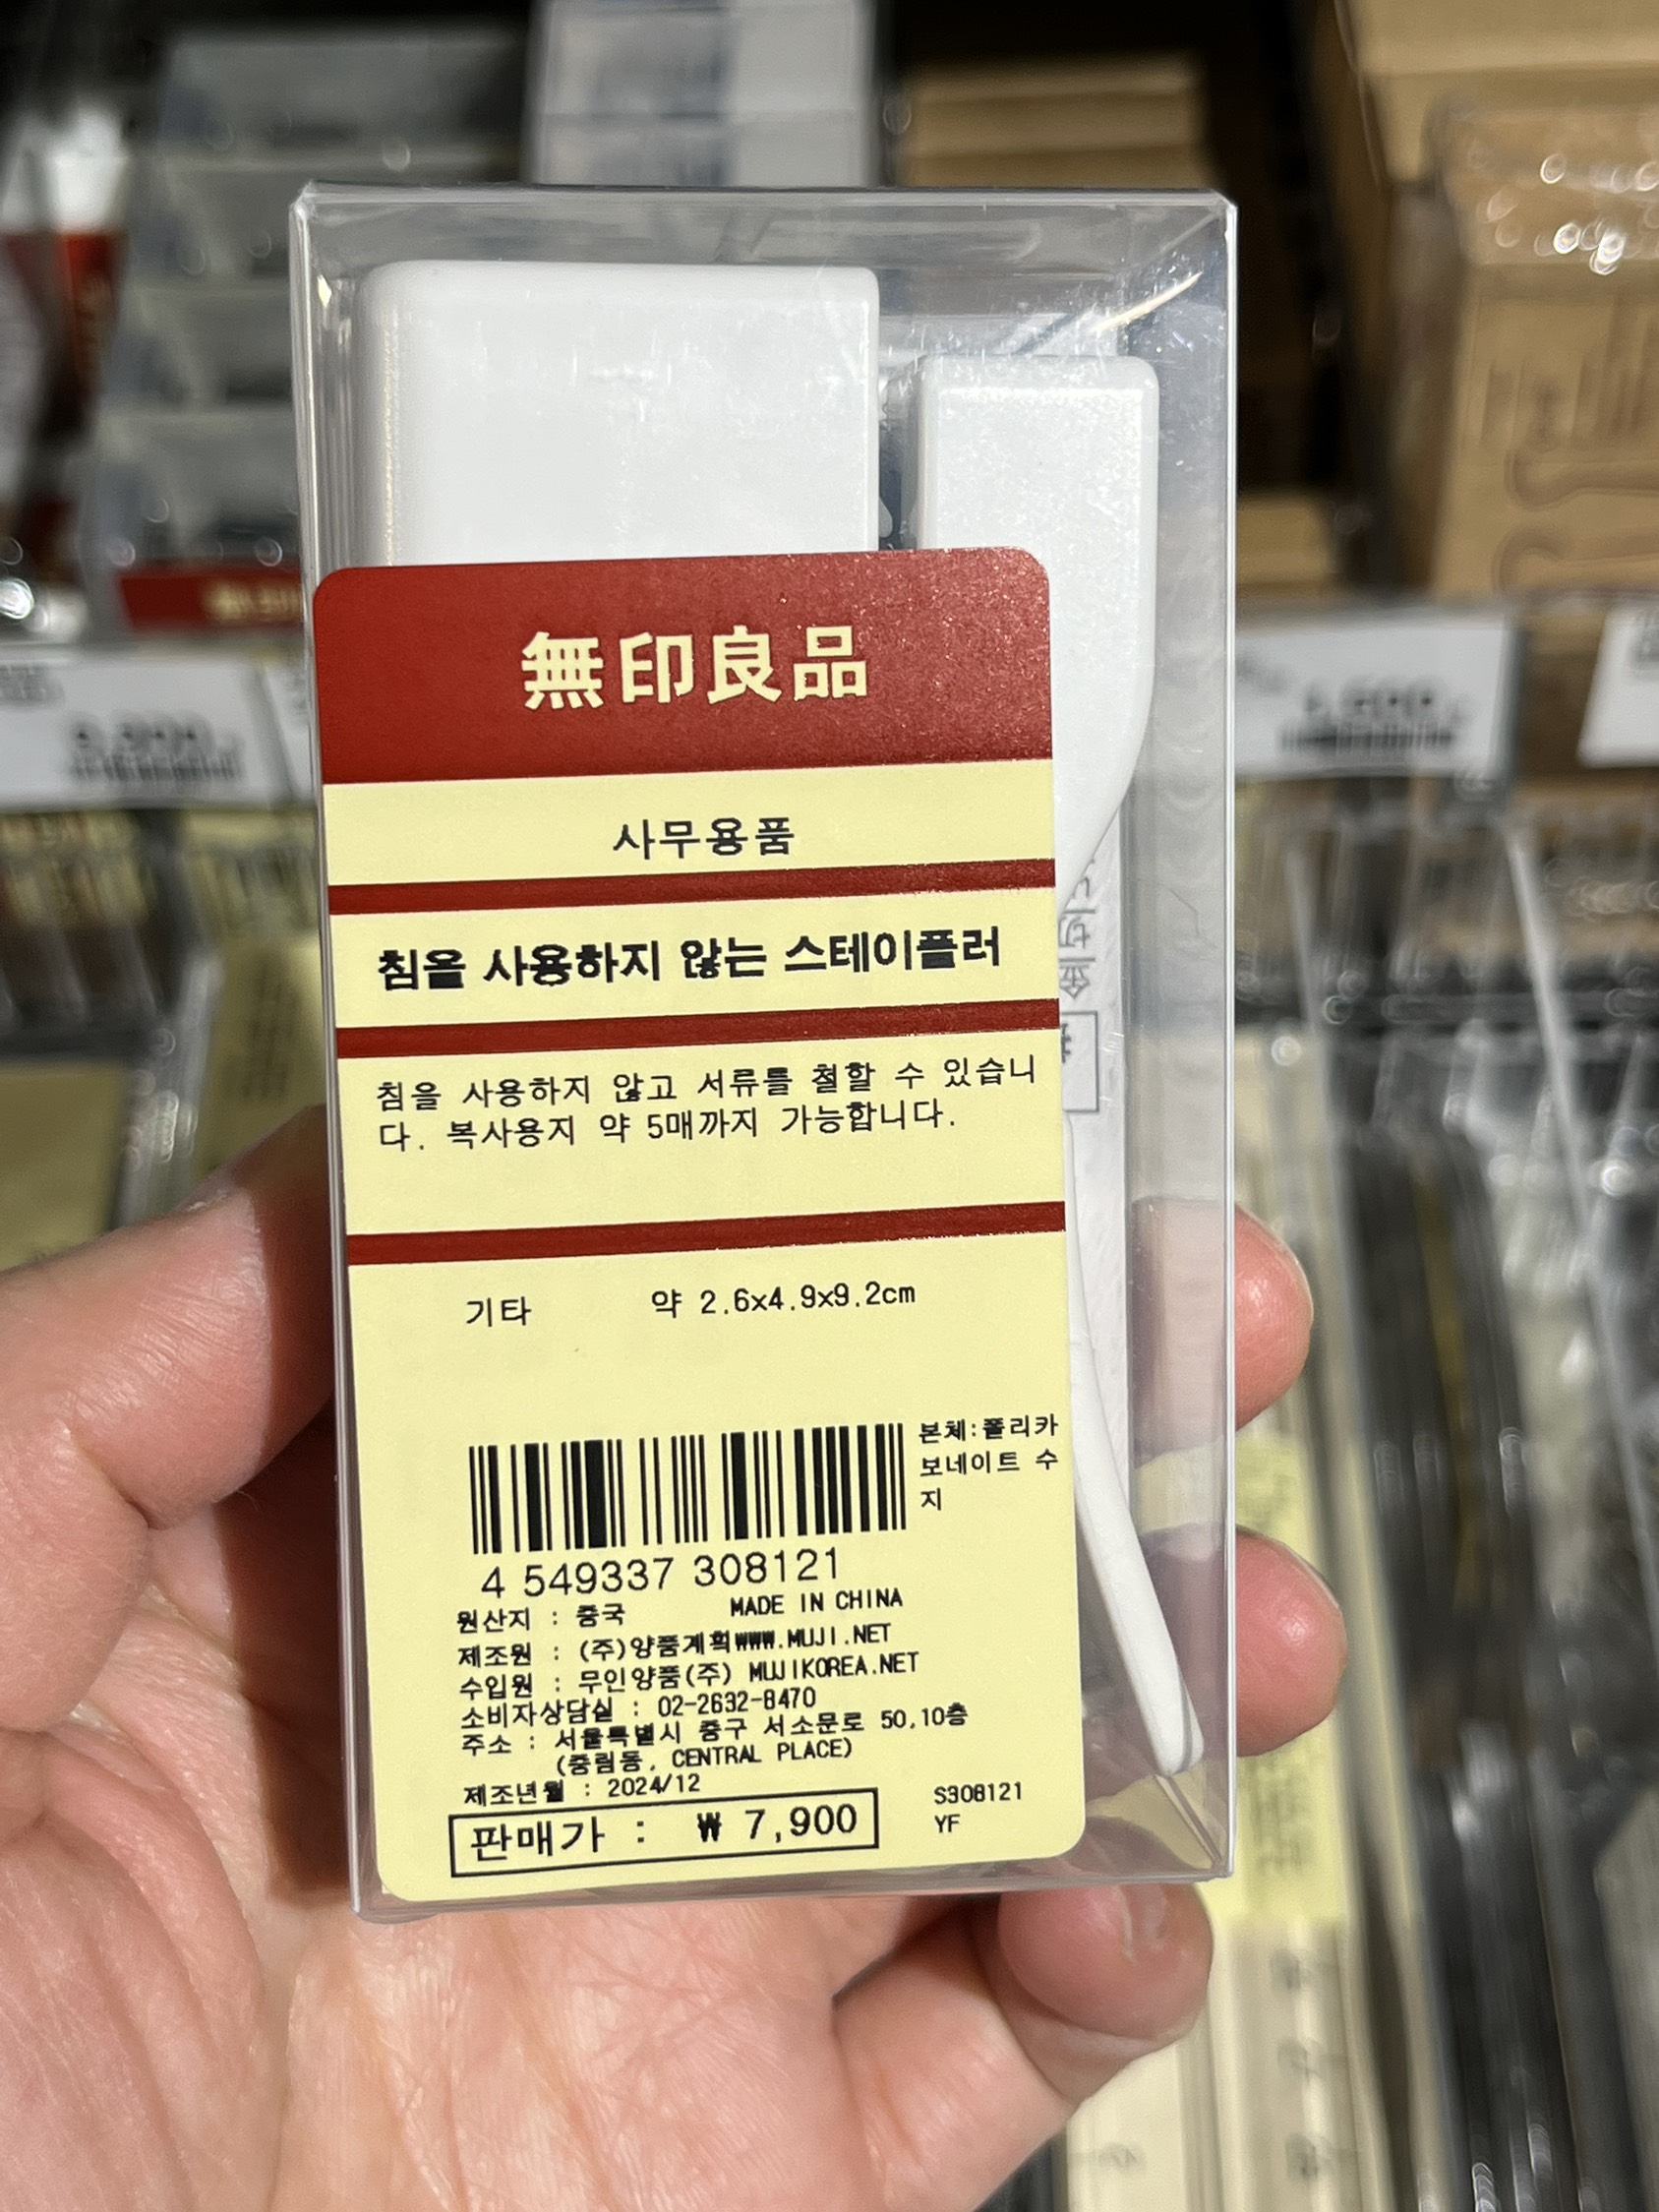 無印良品
사무용품
침을 사용하지 않는 스테이플러
침을 사용하지 않고 서류를 철할 수 있습니
다. 복사용지 약 5매까지 가능합니다.
기타 약 2.6x4.9x9.2cm
본체:폴리카
보네이트 수
지
4 549337 308121
원산지 : 중국 MADE IN CHINA
제조원 : (주)양품계획WWW.MUJI.NET
수입원 : 무인양품(주) MUJIKOREA.NET
소비자상담실 : 02-2632-8470
주소 : 서울특별시 중구 서소문로 50,10층
(중림동, CENTRAL PLACE)
제조년월 : 2024/12
판매가 : ₩ 7,900
S308121
YF